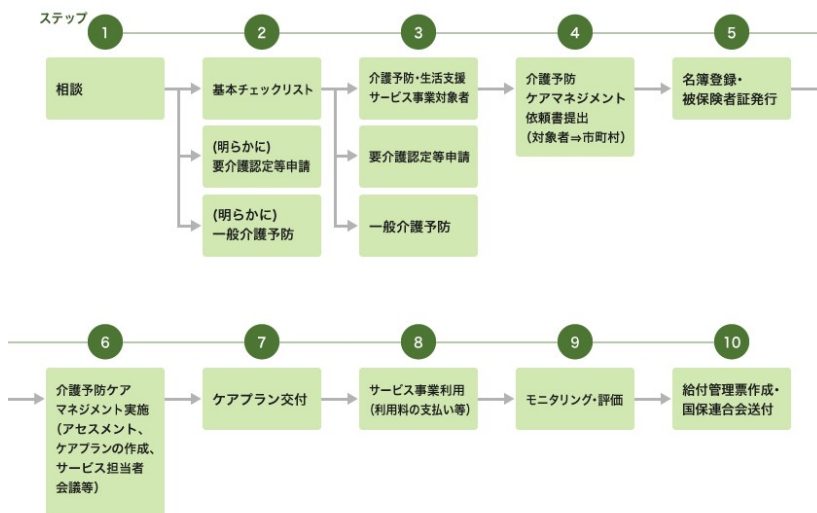 ステップ
1
2
3
4
5
相談
基本チェックリスト
(明らかに)
要介護認定等申請
(明らかに)
一般介護予防
介護予防・生活支援
サービス事業対象者
要介護認定等申請
一般介護予防
介護予防
ケアマネジメント
依頼書提出
(対象者⇒市町村)
名簿登録・
被保険者証発行
6
7
8
9
10
介護予防ケア
マネジメント実施
(アセスメント、
ケアプランの作成、
サービス担当者
会議等)
ケアプラン交付
サービス事業利用
(利用料の支払い等)
モニタリング・評価
給付管理票作成・
国保連合会送付